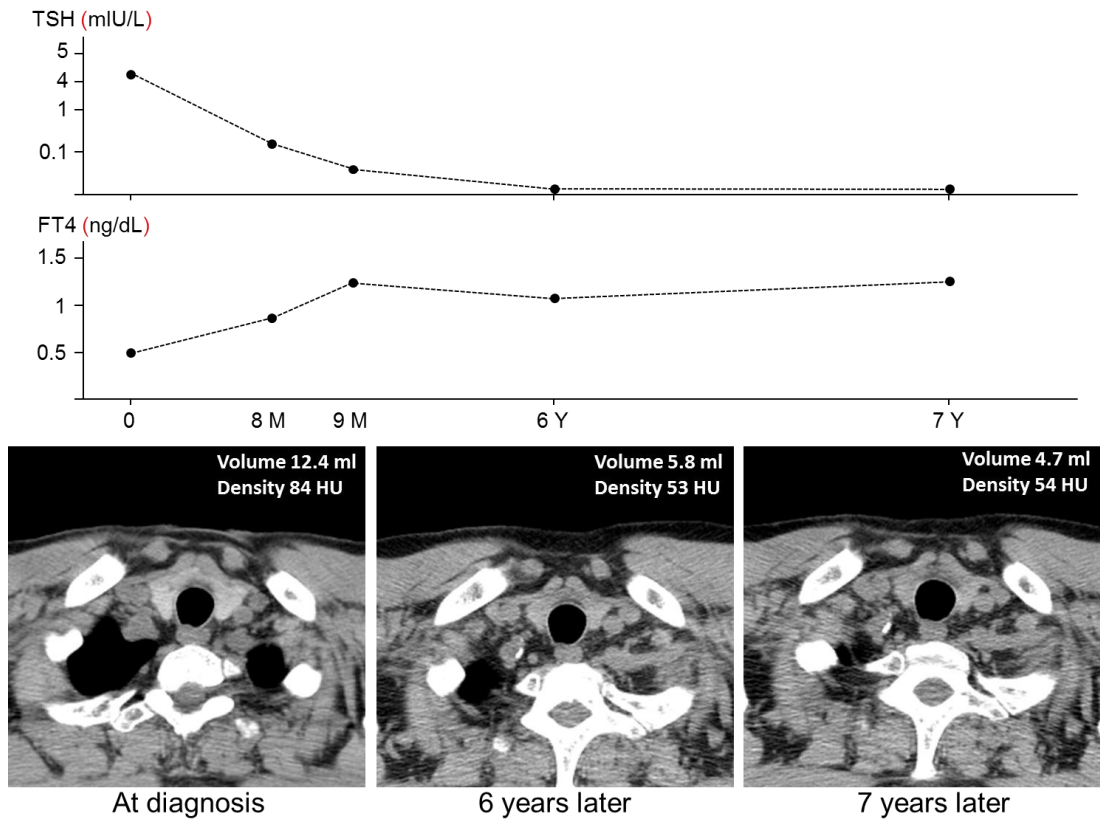 TSH (mIU/L)
5
4
1
0.1
FT4 (ng/dL)
1.5
1
0.5
0 8 M 9 M 6 Y 7 Y
Volume 12.4 ml
Density 84 HU
Volume 5.8 ml
Density 53 HU
Volume 4.7 ml
Density 54 HU
At diagnosis
6 years later
7 years later